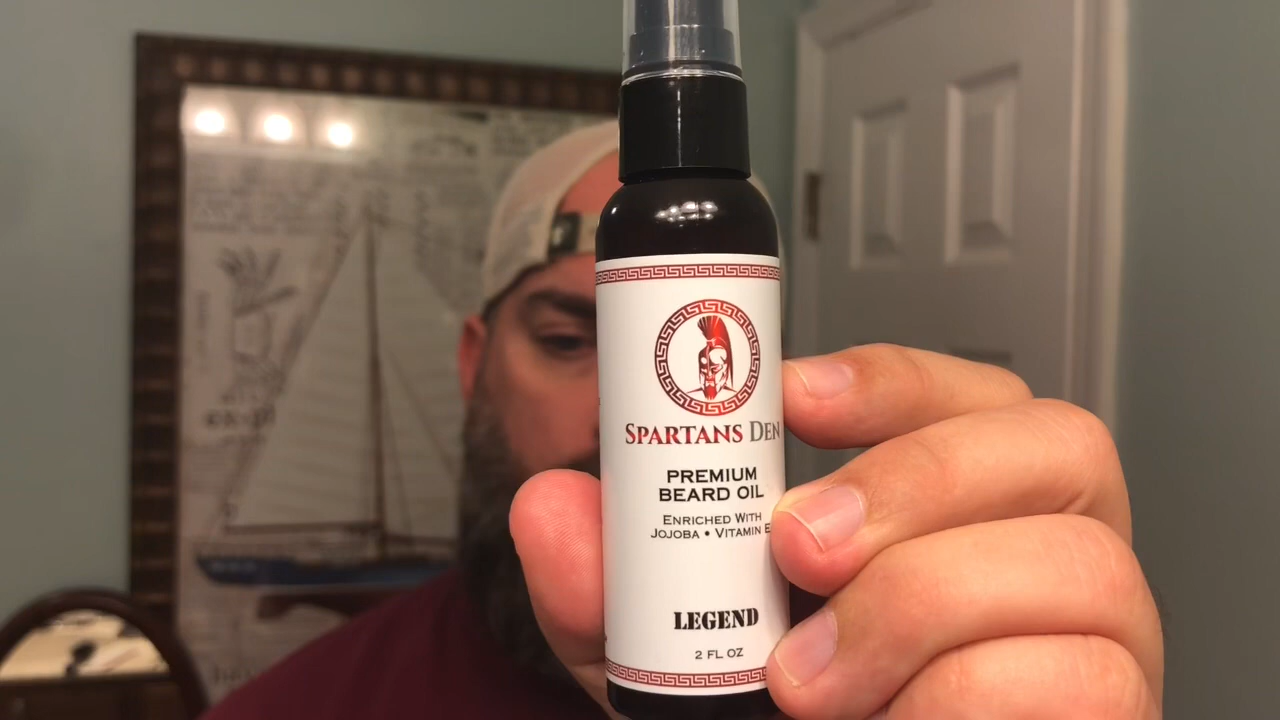 SPARTANS DEN
PREMIUM
BEARD OIL
ENRICHED WITH
JOJOBA • VITAMIN E
LEGEND
2 FL OZ